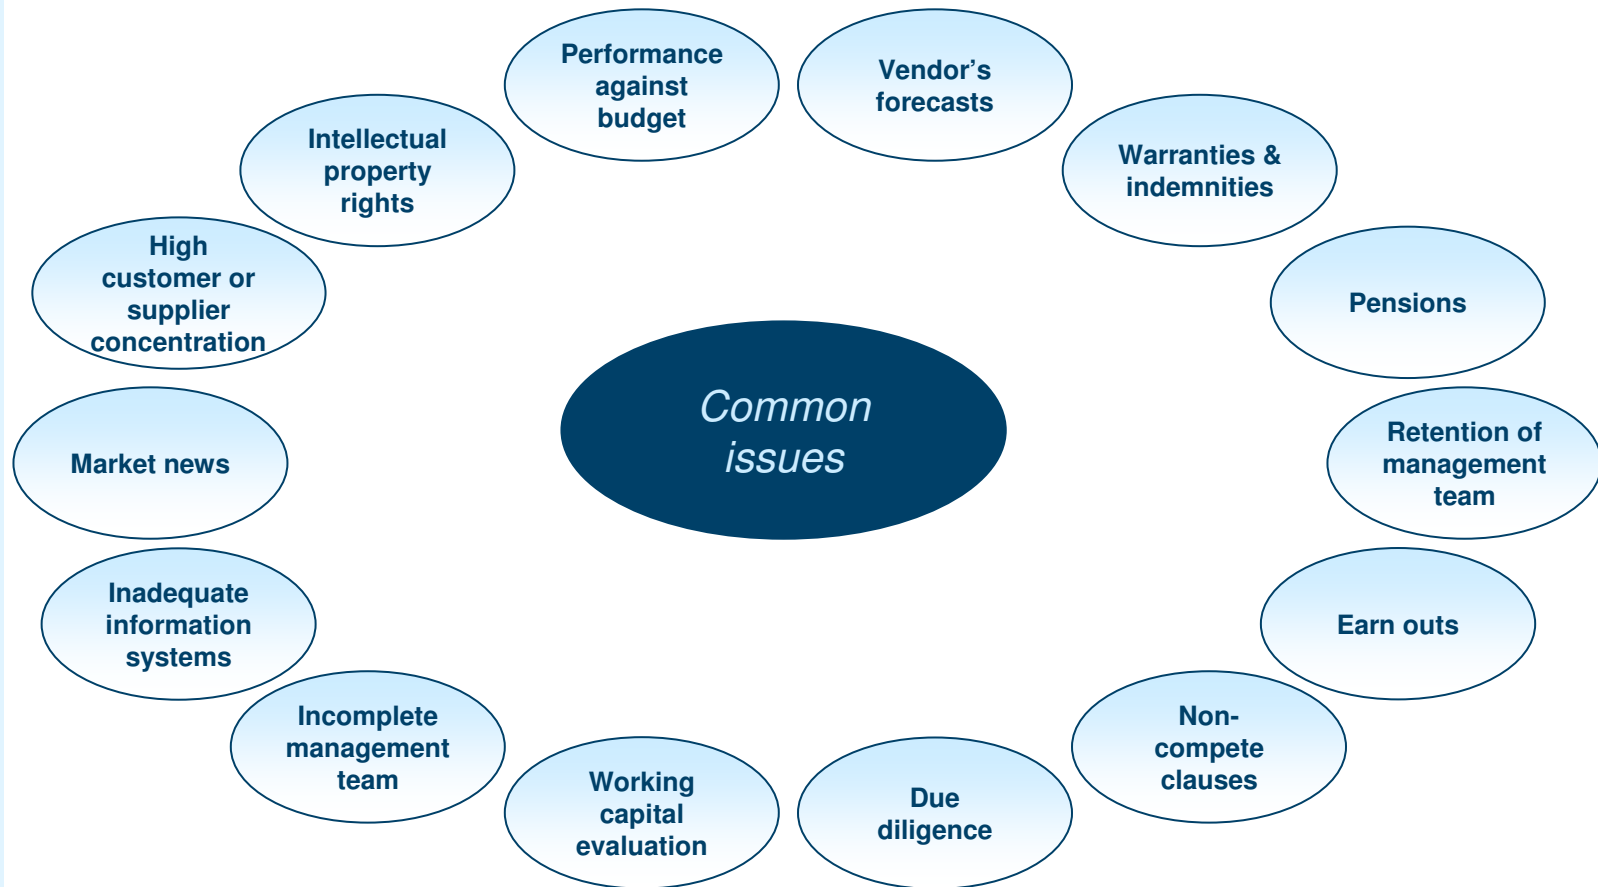 Performance
against
budget
Vendor’s
forecasts
Warranties &
indemnities
Pensions
Retention of
management
team
Earn outs
Non-
compete
clauses
Due
diligence
Working
capital
evaluation
Incomplete
management
team
Inadequate
information
systems
Market news
High
customer or
supplier
concentration
Intellectual
property
rights
Common
issues